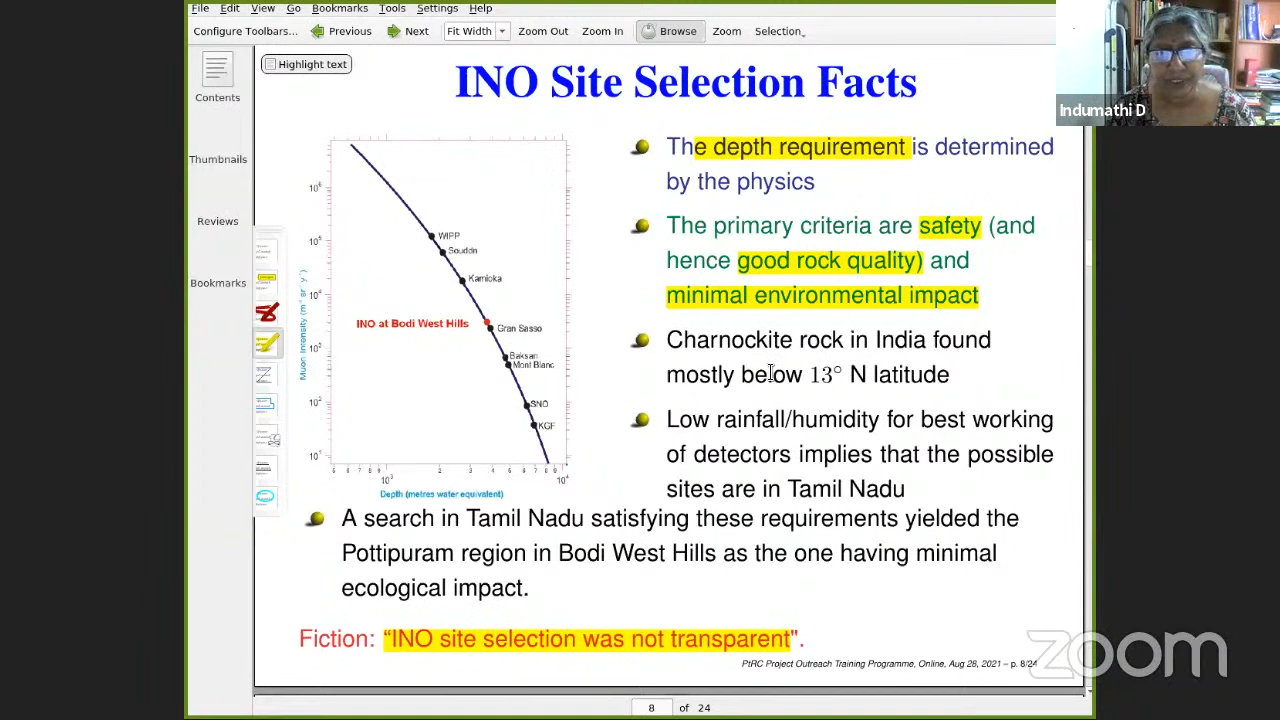 File Edit View Go Bookmarks Tools Settings Help
Configure Toolbars... Previous Next Fit Width Zoom Out Zoom In Browse Zoom Selection
Highlight text
Contents
Thumbnails
Reviews
Bookmarks
Indumathi D
INO Site Selection Facts
The depth requirement is determined
by the physics
The primary criteria are safety (and
hence good rock quality) and
minimal environmental impact
Charnockite rock in India found
mostly below 13° N latitude
Low rainfall/humidity for best working
of detectors implies that the possible
sites are in Tamil Nadu
WIPP
Soudan
Kamioka
INO at Bodi West Hills
Gran Sasso
Baksan
Mont Blanc
SNO
KGF
Depth (metres water equivalent)
A search in Tamil Nadu satisfying these requirements yielded the
Pottipuram region in Bodi West Hills as the one having minimal
ecological impact.
Fiction: “INO site selection was not transparent".
PtRC Project Outreach Training Programme, Online, Aug 28, 2021 – p. 8/24
zoom
8 of 24